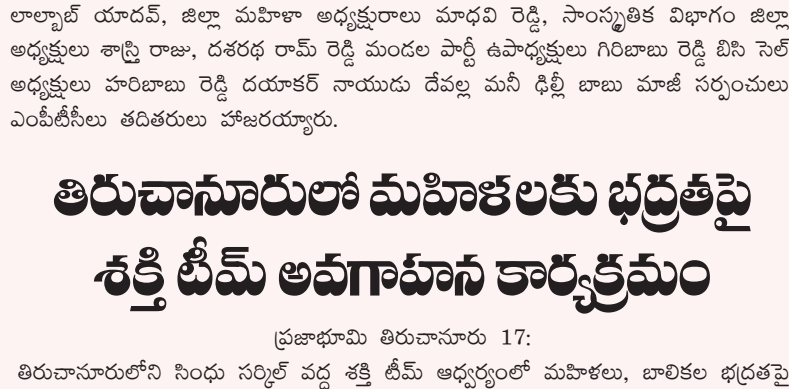 లాల్బాబ్ యాదవ్, జిల్లా మహిళా అధ్యక్షురాలు మాధవి రెడ్డి, సాంస్కృతిక విభాగం జిల్లా
అధ్యక్షులు శాస్త్రి రాజు, దశరథ రామ్ రెడ్డి మండల పార్టీ ఉపాధ్యక్షులు గిరిబాబు రెడ్డి బిసి సెల్
అధ్యక్షులు హరిబాబు రెడ్డి దయాకర్ నాయుడు దేవల్ల మనీ ఢిల్లీ బాబు మాజీ సర్పంచులు
ఎంపీటీసీలు తదితరులు హాజరయ్యారు.
తిరుచానూరులో మహిళలకు భద్రతపై
శక్తి టీమ్ అవగాహన కార్యక్రమం
ప్రజాభూమి తిరుచానూరు 17:
తిరుచానూరులోని సింధు సర్కిల్ వద్ద శక్తి టీమ్ ఆధ్వర్యంలో మహిళలు, బాలికల భద్రతపై